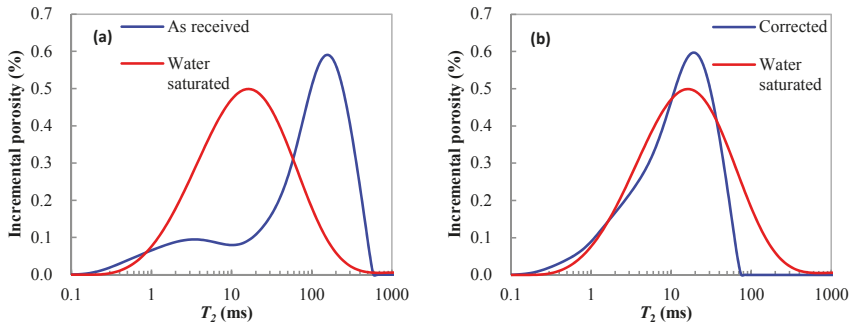 (a)
As received
Water
saturated
Incremental porosity (%)
0.7
0.6
0.5
0.4
0.3
0.2
0.1
0.0
0.1
1
10
100
1000
T2 (ms)
(b)
Corrected
Water
saturated
Incremental porosity (%)
0.7
0.6
0.5
0.4
0.3
0.2
0.1
0.0
0.1
1
10
100
1000
T2 (ms)